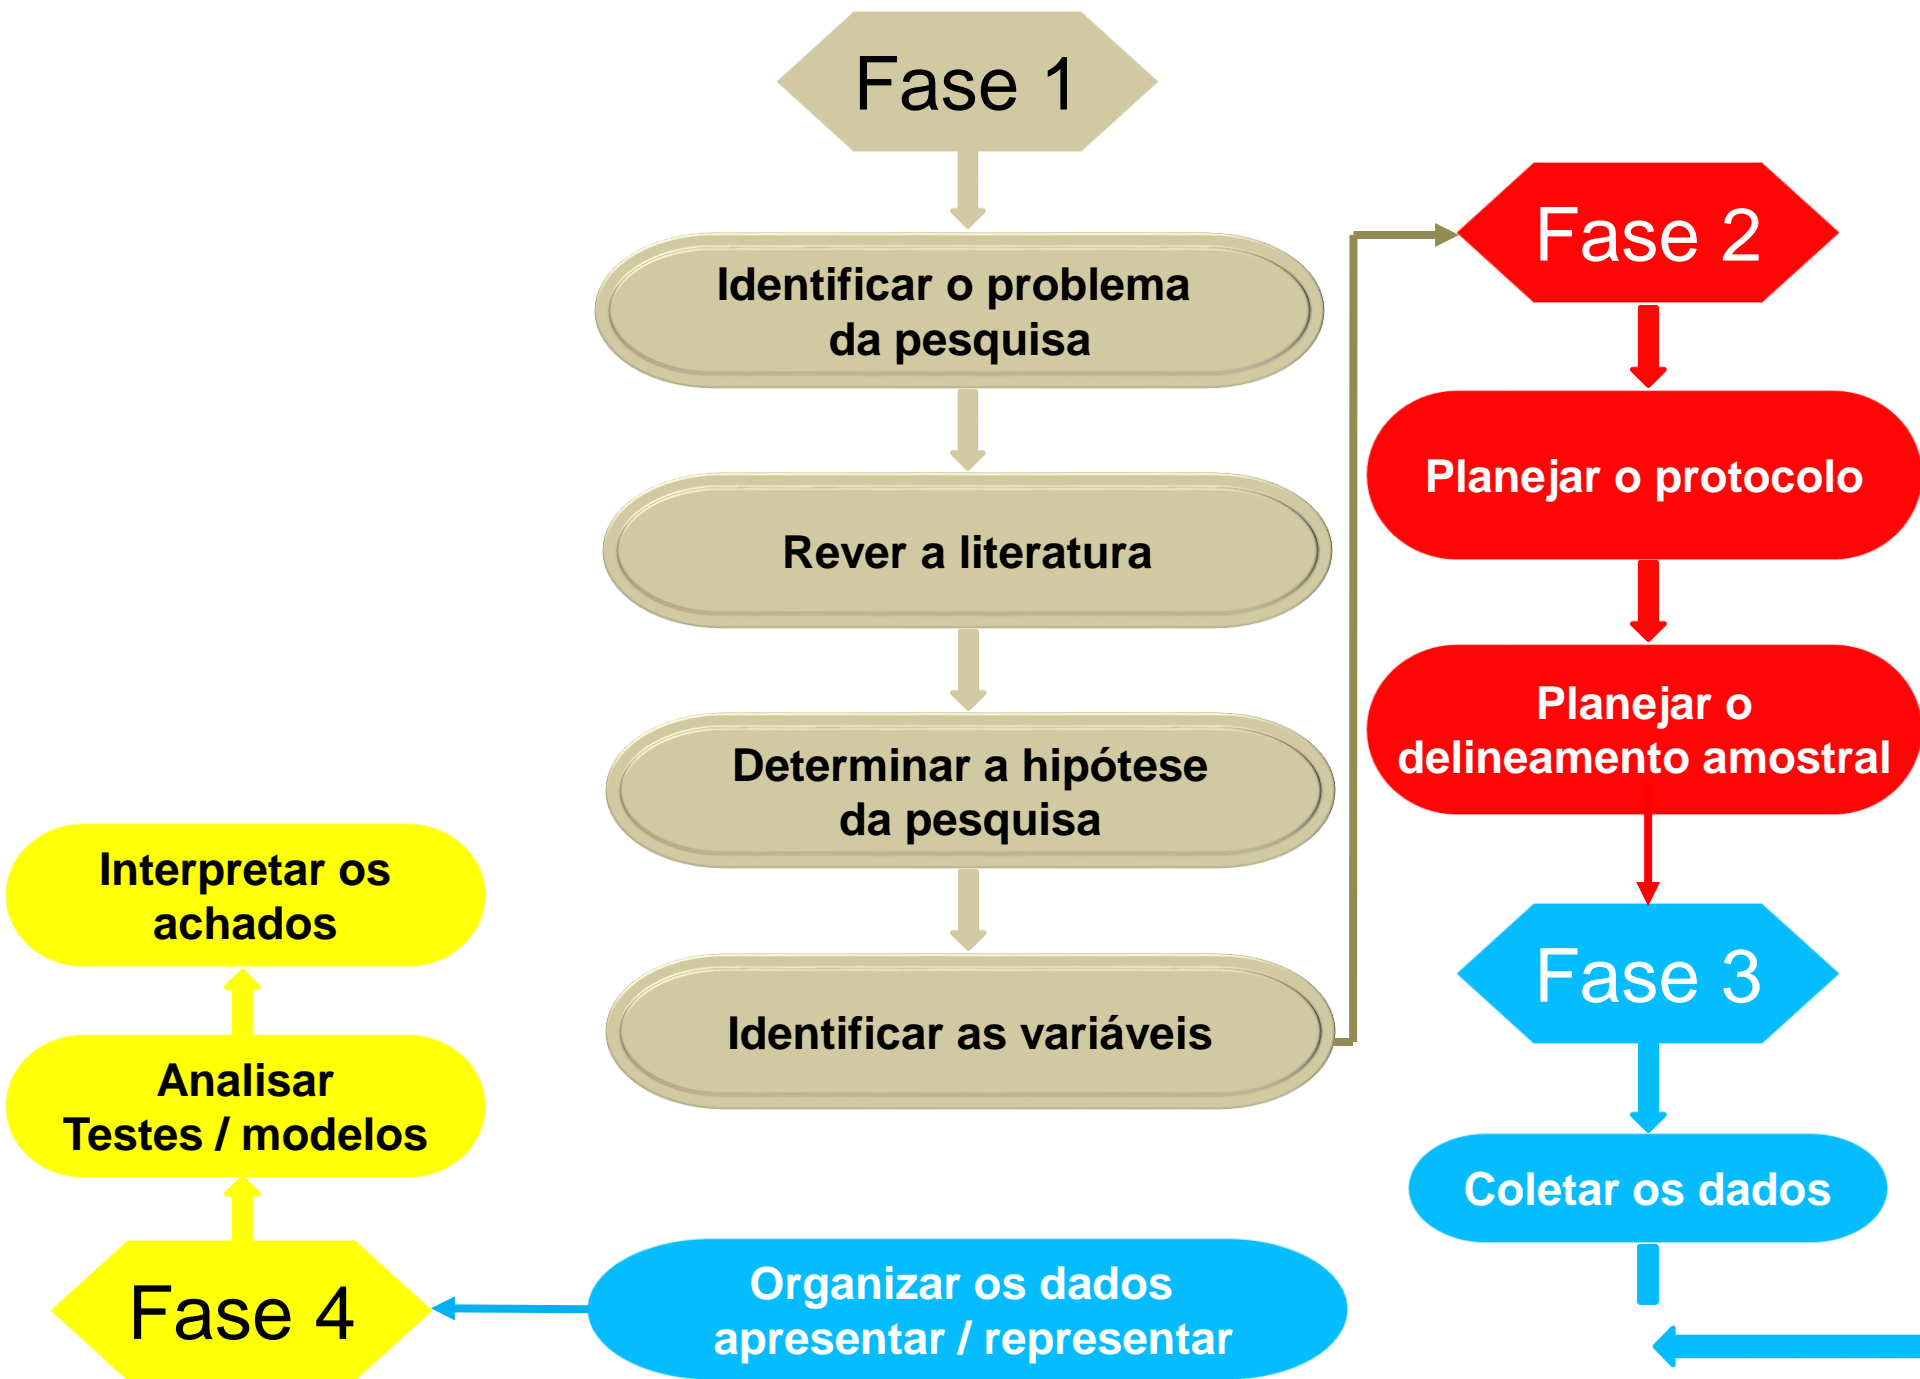 Fase 1
Identificar o problema
da pesquisa
Rever a literatura
Determinar a hipótese
da pesquisa
Identificar as variáveis
Fase 2
Planejar o protocolo
Planejar o
delineamento amostral
Fase 3
Coletar os dados
Organizar os dados
apresentar / representar
Fase 4
Analisar
Testes / modelos
Interpretar os
achados